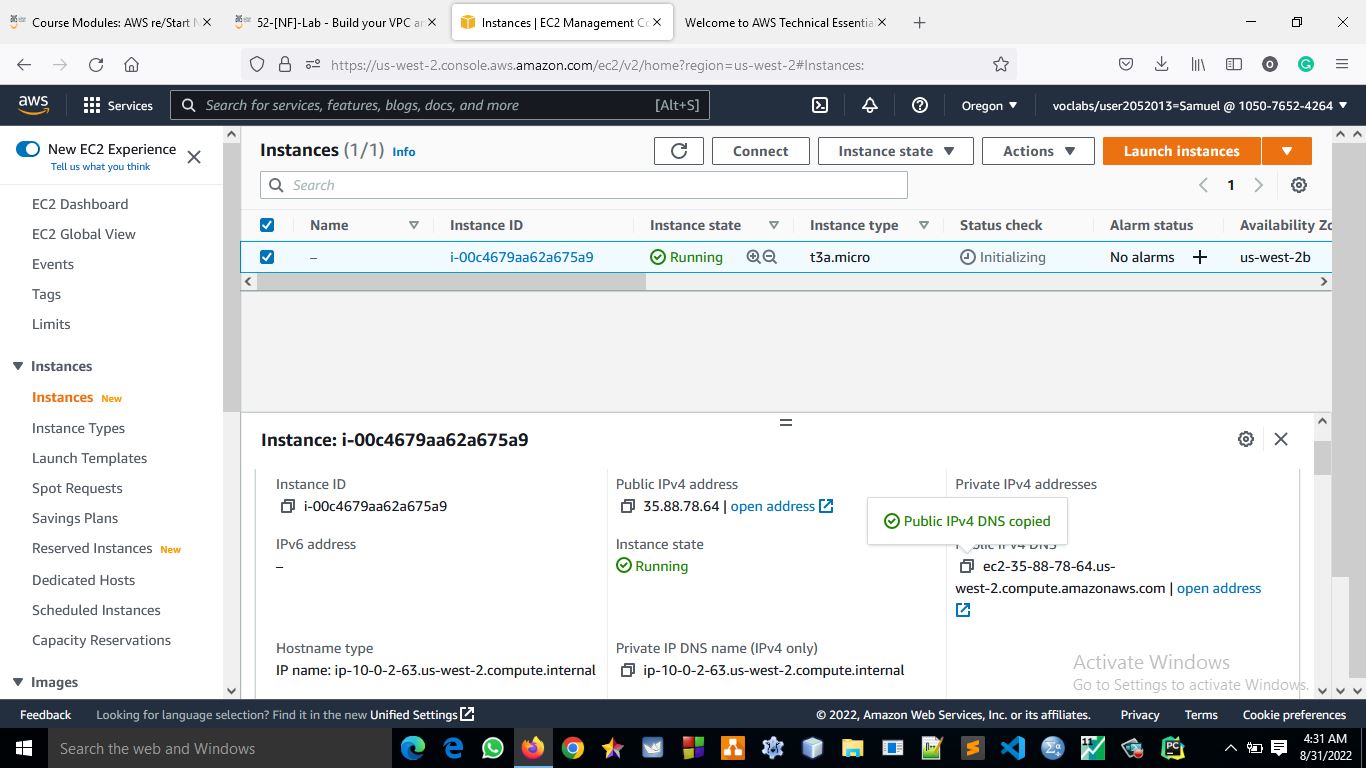 Course Modules: AWS re/Start N
52-[NF]-Lab - Build your VPC an
Instances | EC2 Management Co
Welcome to AWS Technical Essentia
https://us-west-2.console.aws.amazon.com/ec2/v2/home?region=us-west-2#Instances:
aws
Services
Search for services, features, blogs, docs, and more
[Alt+S]
Oregon
voclabs/user2052013=Samuel @ 1050-7652-4264
New EC2 Experience
Tell us what you think
EC2 Dashboard
EC2 Global View
Events
Tags
Limits
Instances
Instances New
Instance Types
Launch Templates
Spot Requests
Savings Plans
Reserved Instances New
Dedicated Hosts
Scheduled Instances
Capacity Reservations
Images
Instances (1/1) Info
Connect
Instance state
Actions
Launch instances
Search
1
Name
Instance ID
Instance state
Instance type
Status check
Alarm status
Availability Zo
–
i-00c4679aa62a675a9
Running
t3a.micro
Initializing
No alarms
us-west-2b
Instance: i-00c4679aa62a675a9
Instance ID
i-00c4679aa62a675a9
Public IPv4 address
35.88.78.64 | open address
Private IPv4 addresses
Public IPv4 DNS copied
IPv6 address
–
Instance state
Running
Public IPv4 DNS
ec2-35-88-78-64.us-
west-2.compute.amazonaws.com | open address
Hostname type
IP name: ip-10-0-2-63.us-west-2.compute.internal
Private IP DNS name (IPv4 only)
ip-10-0-2-63.us-west-2.compute.internal
Activate Windows
Go to Settings to activate Windows.
Feedback
Looking for language selection? Find it in the new Unified Settings
© 2022, Amazon Web Services, Inc. or its affiliates.
Privacy
Terms
Cookie preferences
Search the web and Windows
4:31 AM
8/31/2022